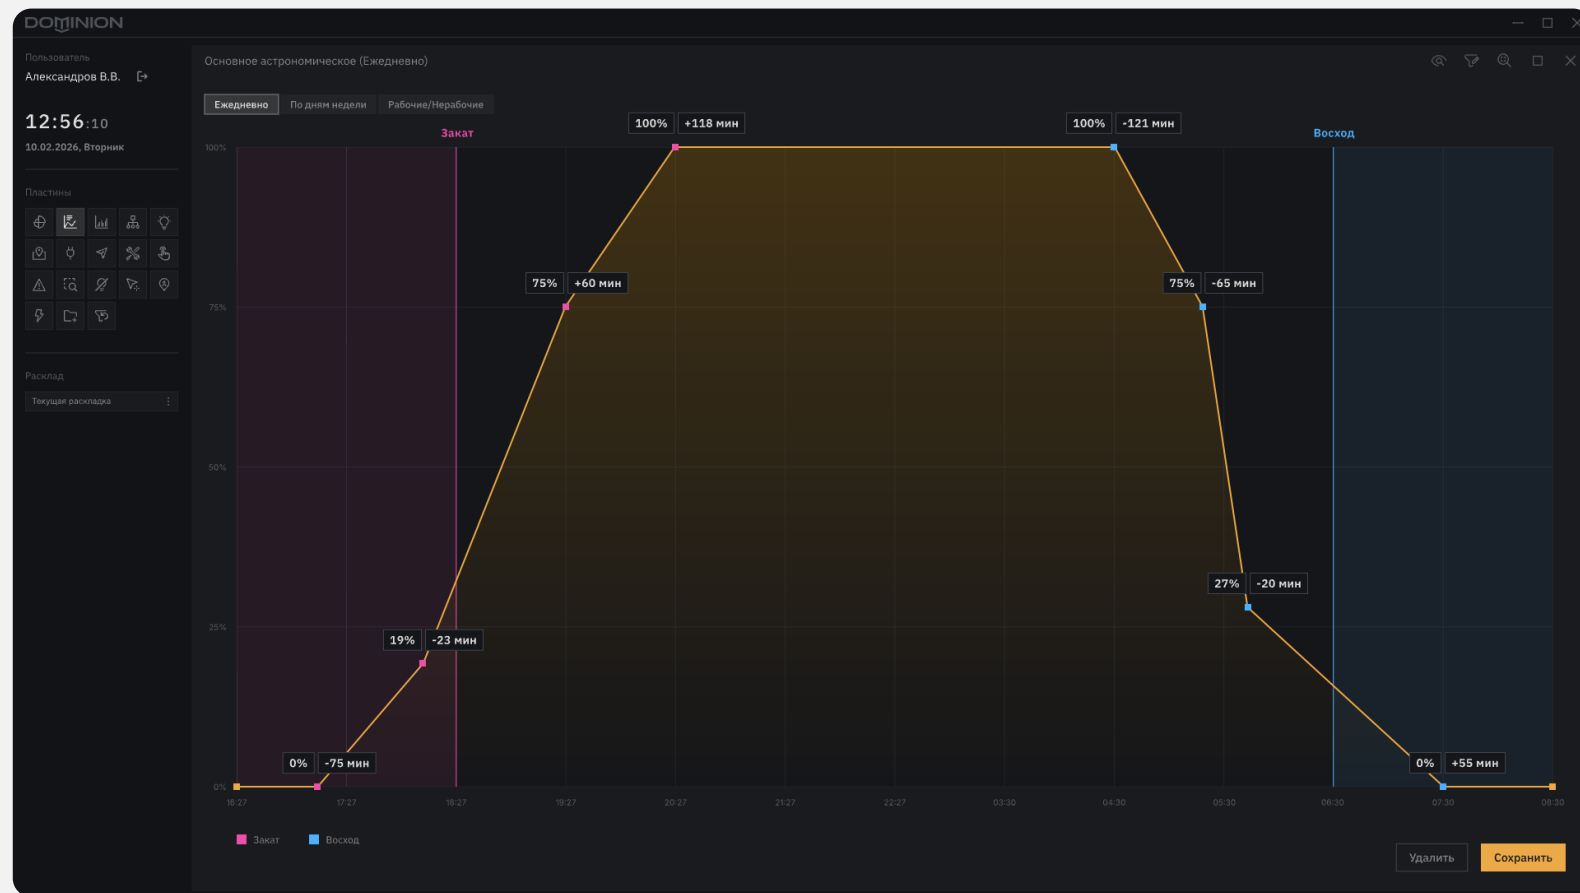 DOMINION
Пользователь
Александров В.В.
12:56:10
10.02.2026, Вторник
Пластины
Расклад
Текущая раскладка
Основное астрономическое (Ежедневно)
Ежедневно По дням недели Рабочие/Нерабочие
Закат
100% +118 мин
100% -121 мин
Восход
100%
75% +60 мин
75% -65 мин
75%
50%
27% -20 мин
25%
19% -23 мин
0% -75 мин
0% +55 мин
0%
16:27 17:27 18:27 19:27 20:27 21:27 22:27 03:30 04:30 05:30 06:30 07:30 08:30
Закат Восход
Удалить Сохранить